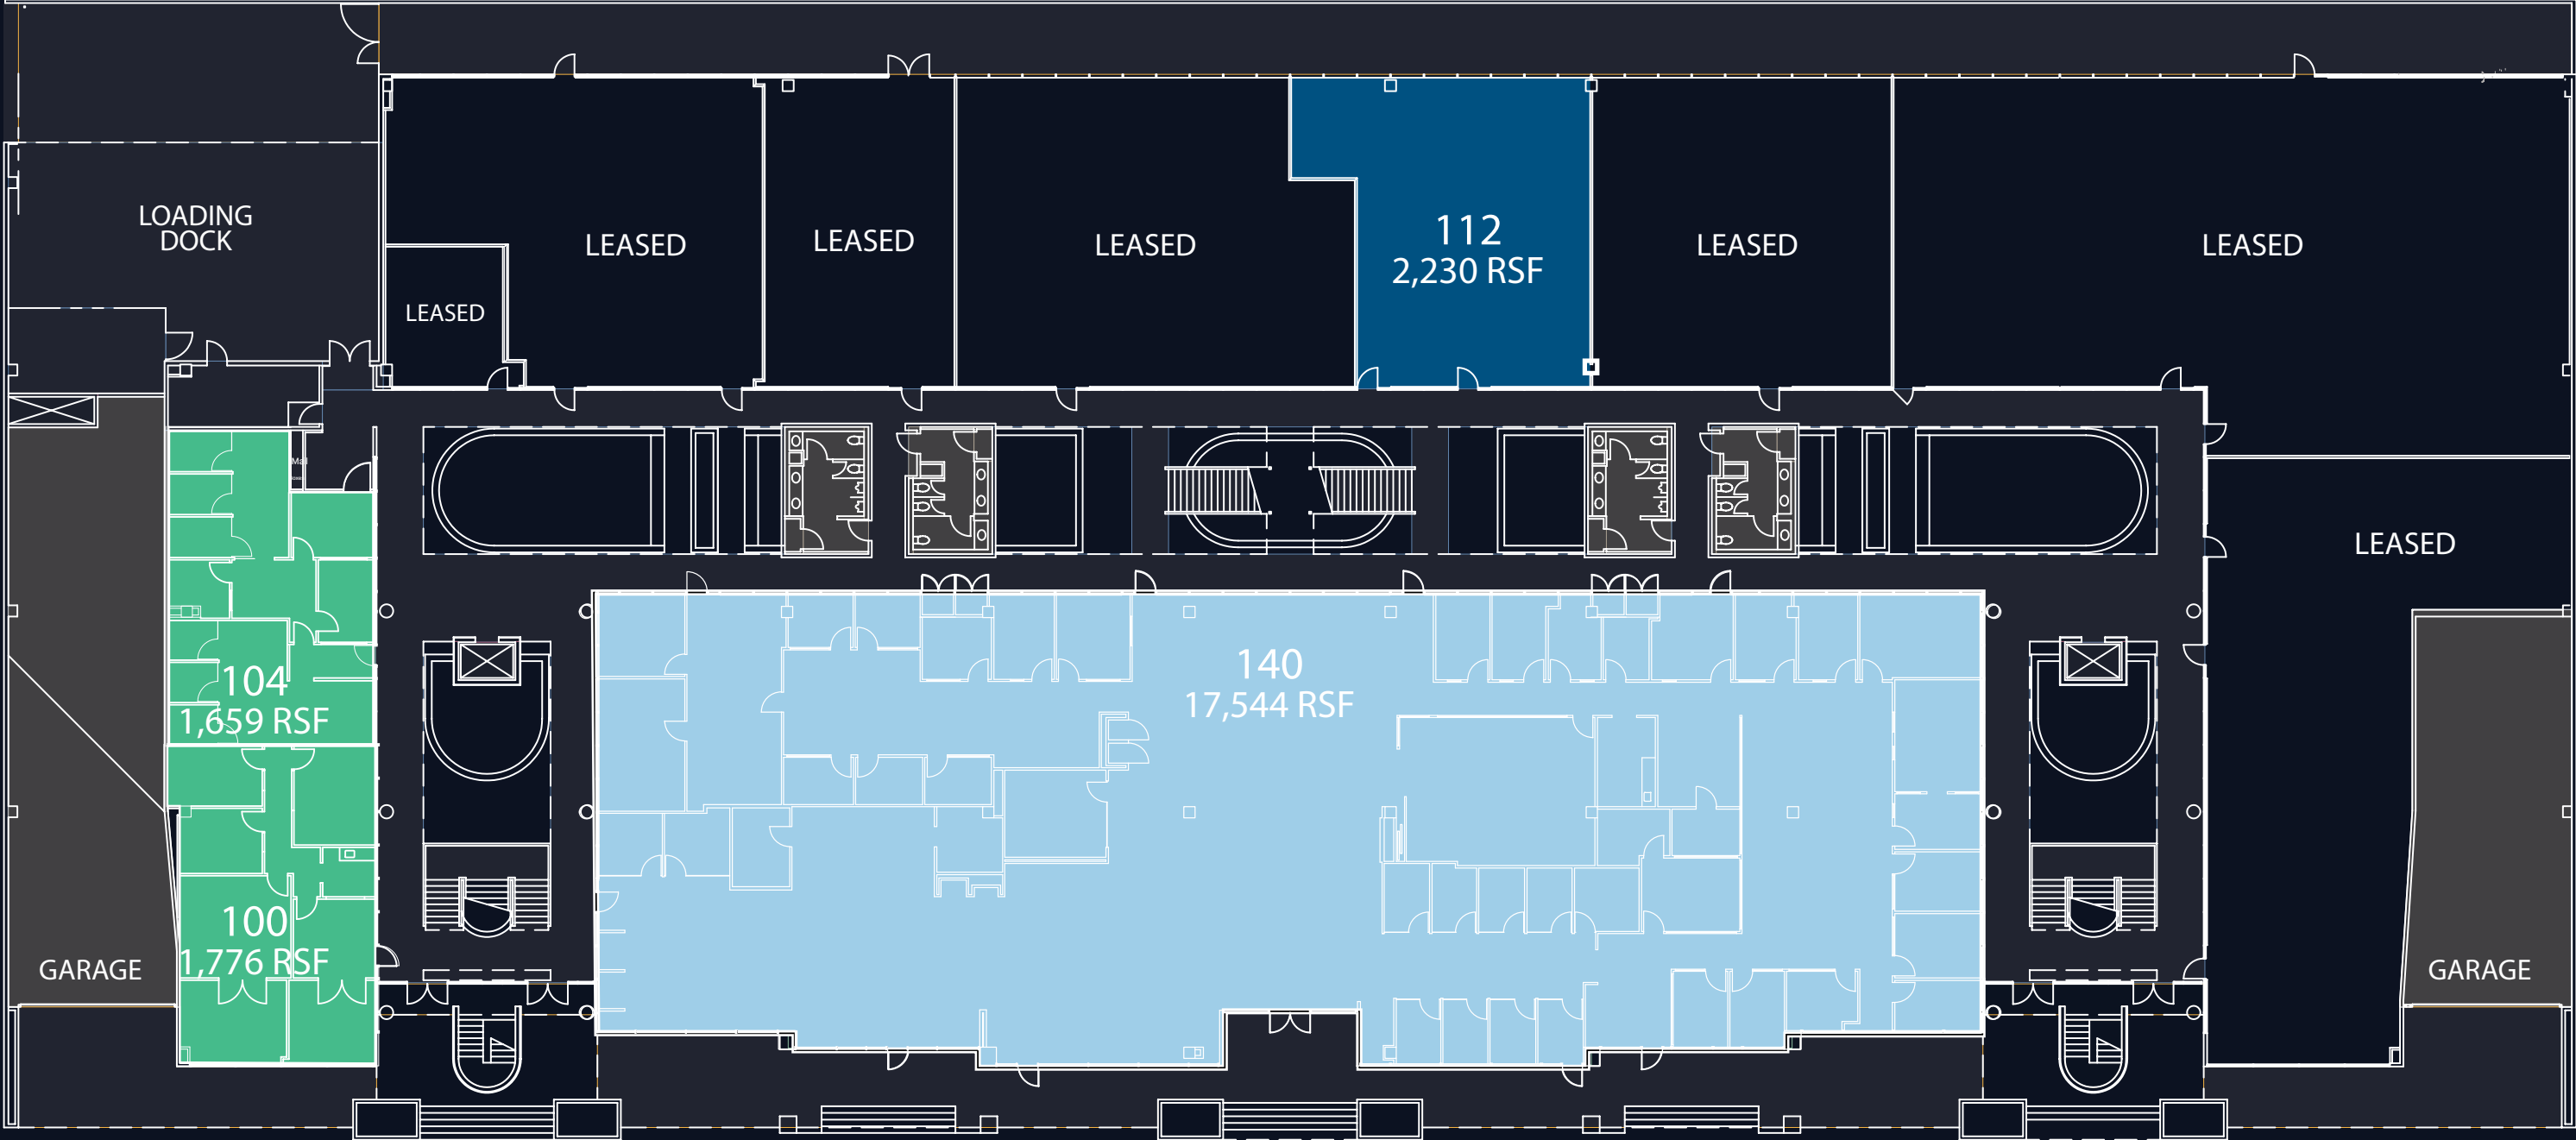 LOADING
DOCK
LEASED
LEASED
LEASED
LEASED
112
2,230 RSF
LEASED
LEASED
LEASED
104
1,659 RSF
140
17,544 RSF
100
1,776 RSF
GARAGE
GARAGE